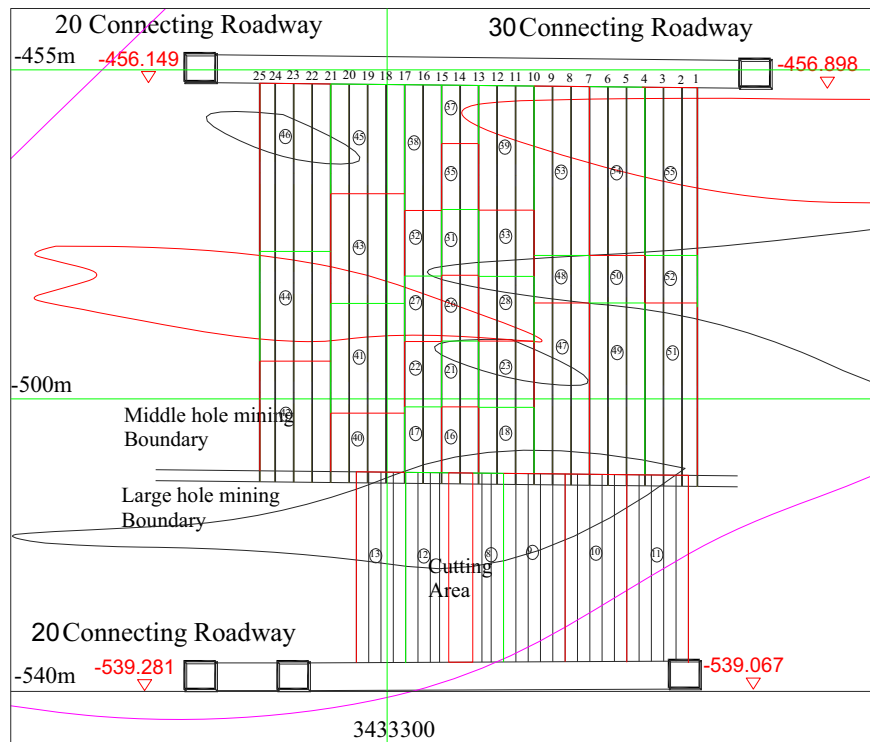 20 Connecting Roadway
30 Connecting Roadway
-455m
-456.149
-456.898
25 24 23 22 21 20 19 18 17 16 15 14 13 12 11 10 9 8 7 6 5 4 3 2 1
37
46 45 38 39
35 53 54 55
43 32 31 33
44 27 26 28 48 50 52
41 22 21 23 47 49 51
-500m
Middle hole mining
Boundary
40 17 16 18
Large hole mining
Boundary
13 12 8 9 10 11
Cutting
Area
20 Connecting Roadway
-539.281
-539.067
-540m
3433300